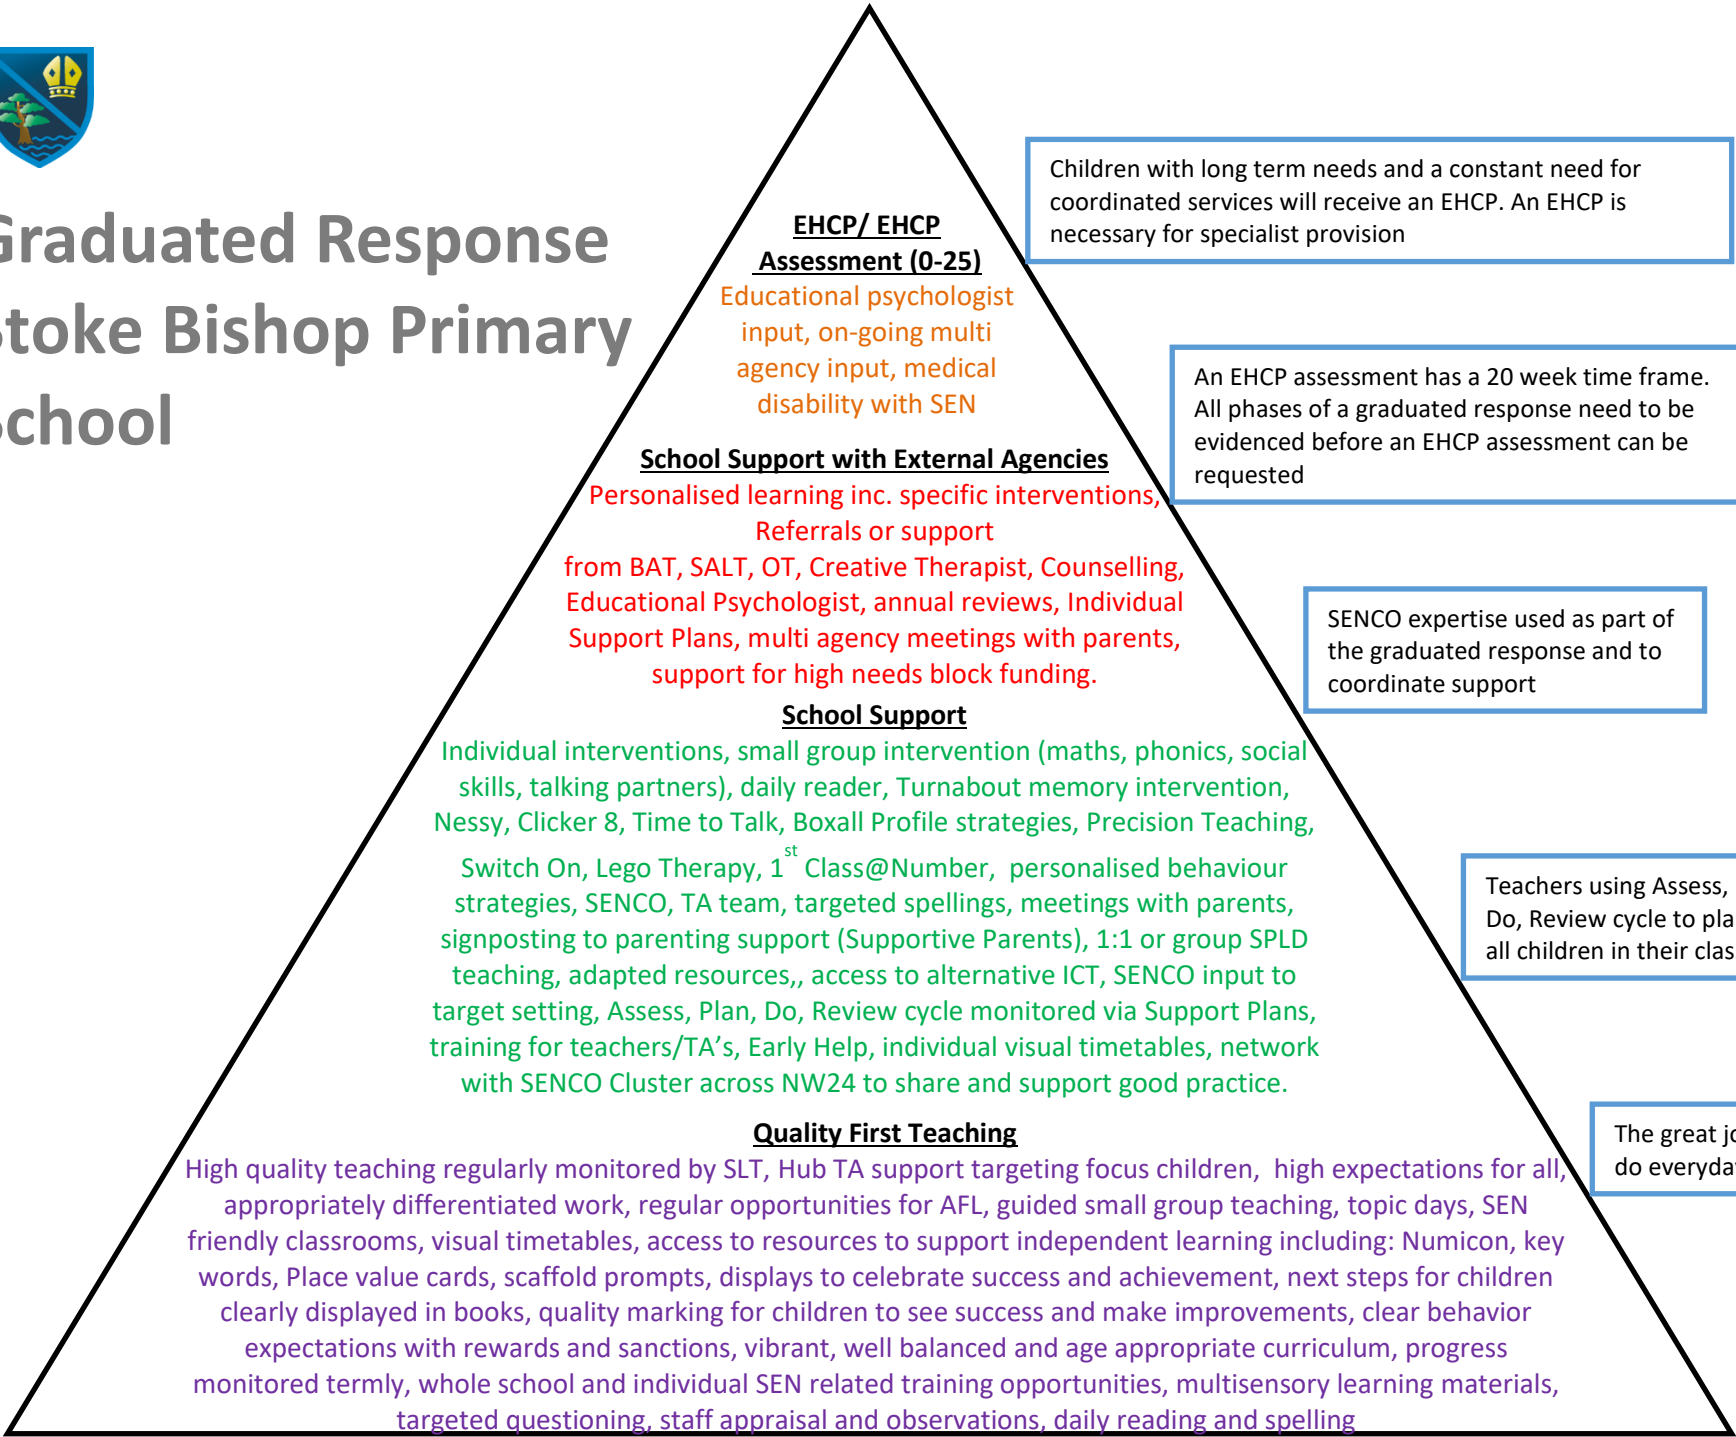 Graduated Response
Stoke Bishop Primary
School
EHCP/ EHCP
Assessment (0-25)
Educational psychologist
input, on-going multi
agency input, medical
disability with SEN
School Support with External Agencies
Personalised learning inc. specific interventions,
Referrals or support
from BAT, SALT, OT, Creative Therapist, Counselling,
Educational Psychologist, annual reviews, Individual
Support Plans, multi agency meetings with parents,
support for high needs block funding.
School Support
Individual interventions, small group intervention (maths, phonics, social
skills, talking partners), daily reader, Turnabout memory intervention,
Nessy, Clicker 8, Time to Talk, Boxall Profile strategies, Precision Teaching,
Switch On, Lego Therapy, 1st Class@Number, personalised behaviour
strategies, SENCO, TA team, targeted spellings, meetings with parents,
signposting to parenting support (Supportive Parents), 1:1 or group SPLD
teaching, adapted resources,, access to alternative ICT, SENCO input to
target setting, Assess, Plan, Do, Review cycle monitored via Support Plans,
training for teachers/TA’s, Early Help, individual visual timetables, network
with SENCO Cluster across NW24 to share and support good practice.
Quality First Teaching
High quality teaching regularly monitored by SLT, Hub TA support targeting focus children, high expectations for all,
appropriately differentiated work, regular opportunities for AFL, guided small group teaching, topic days, SEN
friendly classrooms, visual timetables, access to resources to support independent learning including: Numicon, key
words, Place value cards, scaffold prompts, displays to celebrate success and achievement, next steps for children
clearly displayed in books, quality marking for children to see success and make improvements, clear behavior
expectations with rewards and sanctions, vibrant, well balanced and age appropriate curriculum, progress
monitored termly, whole school and individual SEN related training opportunities, multisensory learning materials,
targeted questioning, staff appraisal and observations, daily reading and spelling
Children with long term needs and a constant need for
coordinated services will receive an EHCP. An EHCP is
necessary for specialist provision
An EHCP assessment has a 20 week time frame.
All phases of a graduated response need to be
evidenced before an EHCP assessment can be
requested
SENCO expertise used as part of
the graduated response and to
coordinate support
Teachers using Assess,
Do, Review cycle to
all children in their
The great
do